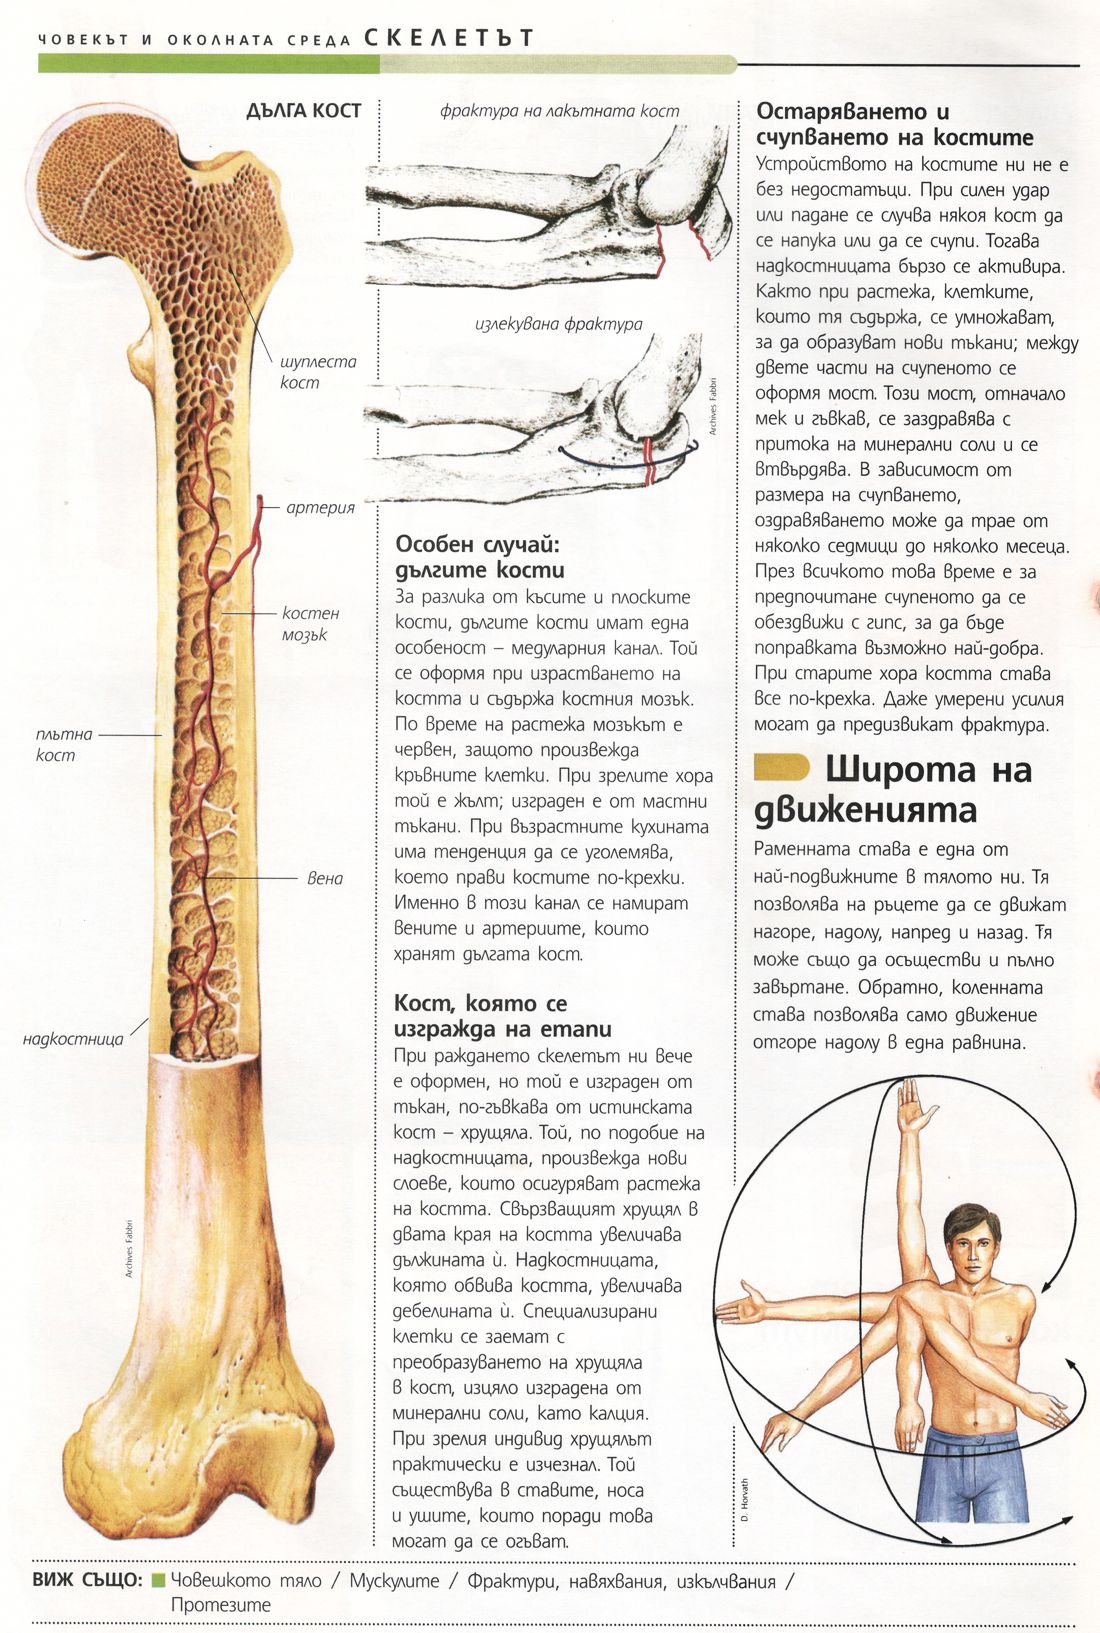 ЧОВЕКЪТ И ОКОЛНАТА СРЕДА СКЕЛЕТЪТ
ДЪЛГА КОСТ
шуплеста
кост
артерия
костен
мозък
плътна
кост
вена
надкостница
Archives Fabbri
фрактура на лакътната кост
излекувана фрактура
Archives Fabbri
Особен случай:
дългите кости
За разлика от късите и плоските
кости, дългите кости имат една
особеност – медуларния канал. Той
се оформя при израстването на
костта и съдържа костния мозък.
По време на растежа мозъкът е
червен, защото произвежда
кръвните клетки. При зрелите хора
той е жълт; изграден е от мастни
тъкани. При възрастните кухината
има тенденция да се уголемява,
което прави костите по-крехки.
Именно в този канал се намират
вените и артериите, които
хранят дългата кост.
Кост, която се
изгражда на етапи
При раждането скелетът ни вече
е оформен, но той е изграден от
тъкан, по-гъвкава от истинската
кост – хрущяла. Той, по подобие на
надкостницата, произвежда нови
слоеве, които осигуряват растежа
на костта. Свързващият хрущял в
двата края на костта увеличава
дължината ѝ. Надкостницата,
която обвива костта, увеличава
дебелината ѝ. Специализирани
клетки се заемат с
преобразуването на хрущяла
в кост, изцяло изградена от
минерални соли, като калция.
При зрелия индивид хрущялът
практически е изчезнал. Той
съществува в ставите, носа
и ушите, които поради това
могат да се огъват.
Остаряването и
счупването на костите
Устройството на костите ни не е
без недостатъци. При силен удар
или падане се случва някоя кост да
се напука или да се счупи. Тогава
надкостницата бързо се активира.
Както при растежа, клетките,
които тя съдържа, се умножават,
за да образуват нови тъкани; между
двете части на счупеното се
оформя мост. Този мост, отначало
мек и гъвкав, се заздравява с
притока на минерални соли и се
втвърдява. В зависимост от
размера на счупването,
оздравяването може да трае от
няколко седмици до няколко месеца.
През всичкото това време е за
предпочитане счупеното да се
обездвижи с гипс, за да бъде
поправката възможно най-добра.
При старите хора костта става
все по-крехка. Даже умерени усилия
могат да предизвикат фрактура.
Широта на
движенията
Раменната става е една от
най-подвижните в тялото ни. Тя
позволява на ръцете да се движат
нагоре, надолу, напред и назад. Тя
може също да осъществи и пълно
завъртане. Обратно, коленната
става позволява само движение
отгоре надолу в една равнина.
D. Horvath
ВИЖ СЪЩО: Човешкото тяло / Мускулите / Фрактури, навяхвания, изкълчвания /
Протезите